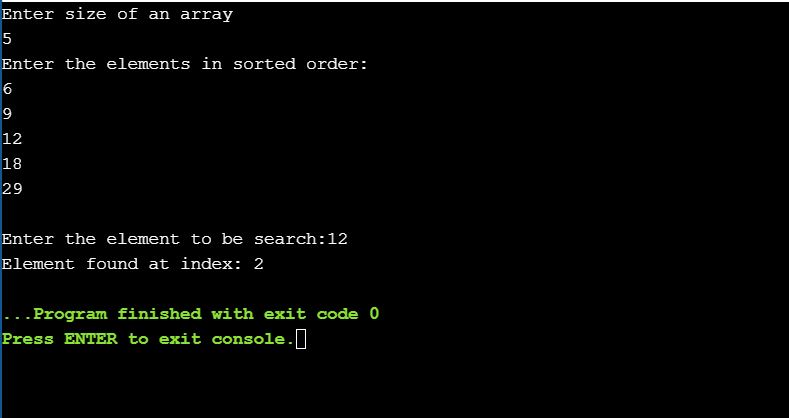 Enter size of an array
5
Enter the elements in sorted order:
6
9
12
18
29
Enter the element to be search:12
Element found at index: 2
...Program finished with exit code 0
Press ENTER to exit console.